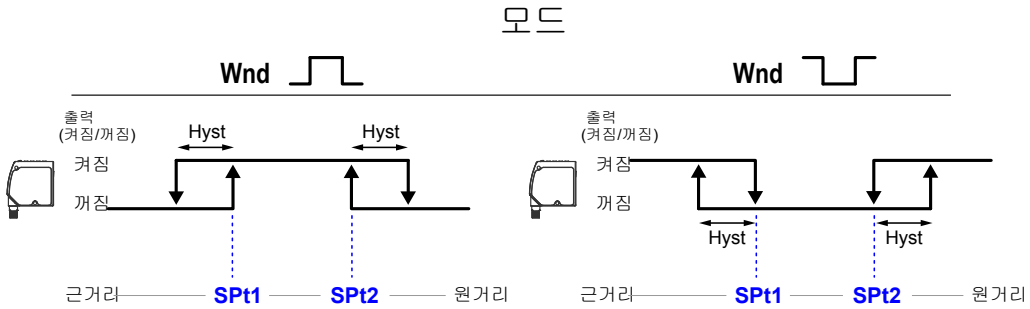 모드
Wnd Wnd
출력
(켜짐/꺼짐)
Hyst Hyst
켜짐
꺼짐
근거리 SPt1 SPt2 원거리
출력
(켜짐/꺼짐)
켜짐
꺼짐
Hyst Hyst
근거리 SPt1 SPt2 원거리